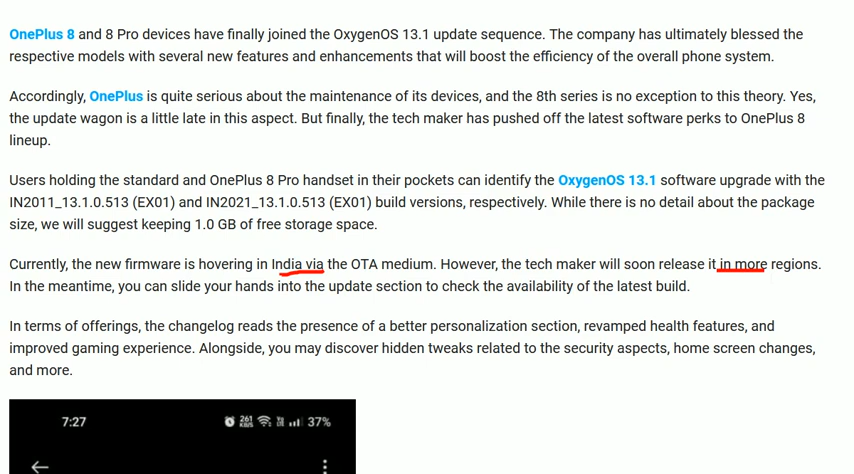 OnePlus 8 and 8 Pro devices have finally joined the OxygenOS 13.1 update sequence. The company has ultimately blessed the
respective models with several new features and enhancements that will boost the efficiency of the overall phone system.
Accordingly, OnePlus is quite serious about the maintenance of its devices, and the 8th series is no exception to this theory. Yes,
the update wagon is a little late in this aspect. But finally, the tech maker has pushed off the latest software perks to OnePlus 8
lineup.
Users holding the standard and OnePlus 8 Pro handset in their pockets can identify the OxygenOS 13.1 software upgrade with the
IN2011_13.1.0.513 (EX01) and IN2021_13.1.0.513 (EX01) build versions, respectively. While there is no detail about the package
size, we will suggest keeping 1.0 GB of free storage space.
Currently, the new firmware is hovering in India via the OTA medium. However, the tech maker will soon release it in more regions.
In the meantime, you can slide your hands into the update section to check the availability of the latest build.
In terms of offerings, the changelog reads the presence of a better personalization section, revamped health features, and
improved gaming experience. Alongside, you may discover hidden tweaks related to the security aspects, home screen changes,
and more.
7:27 261 KB/S 37%